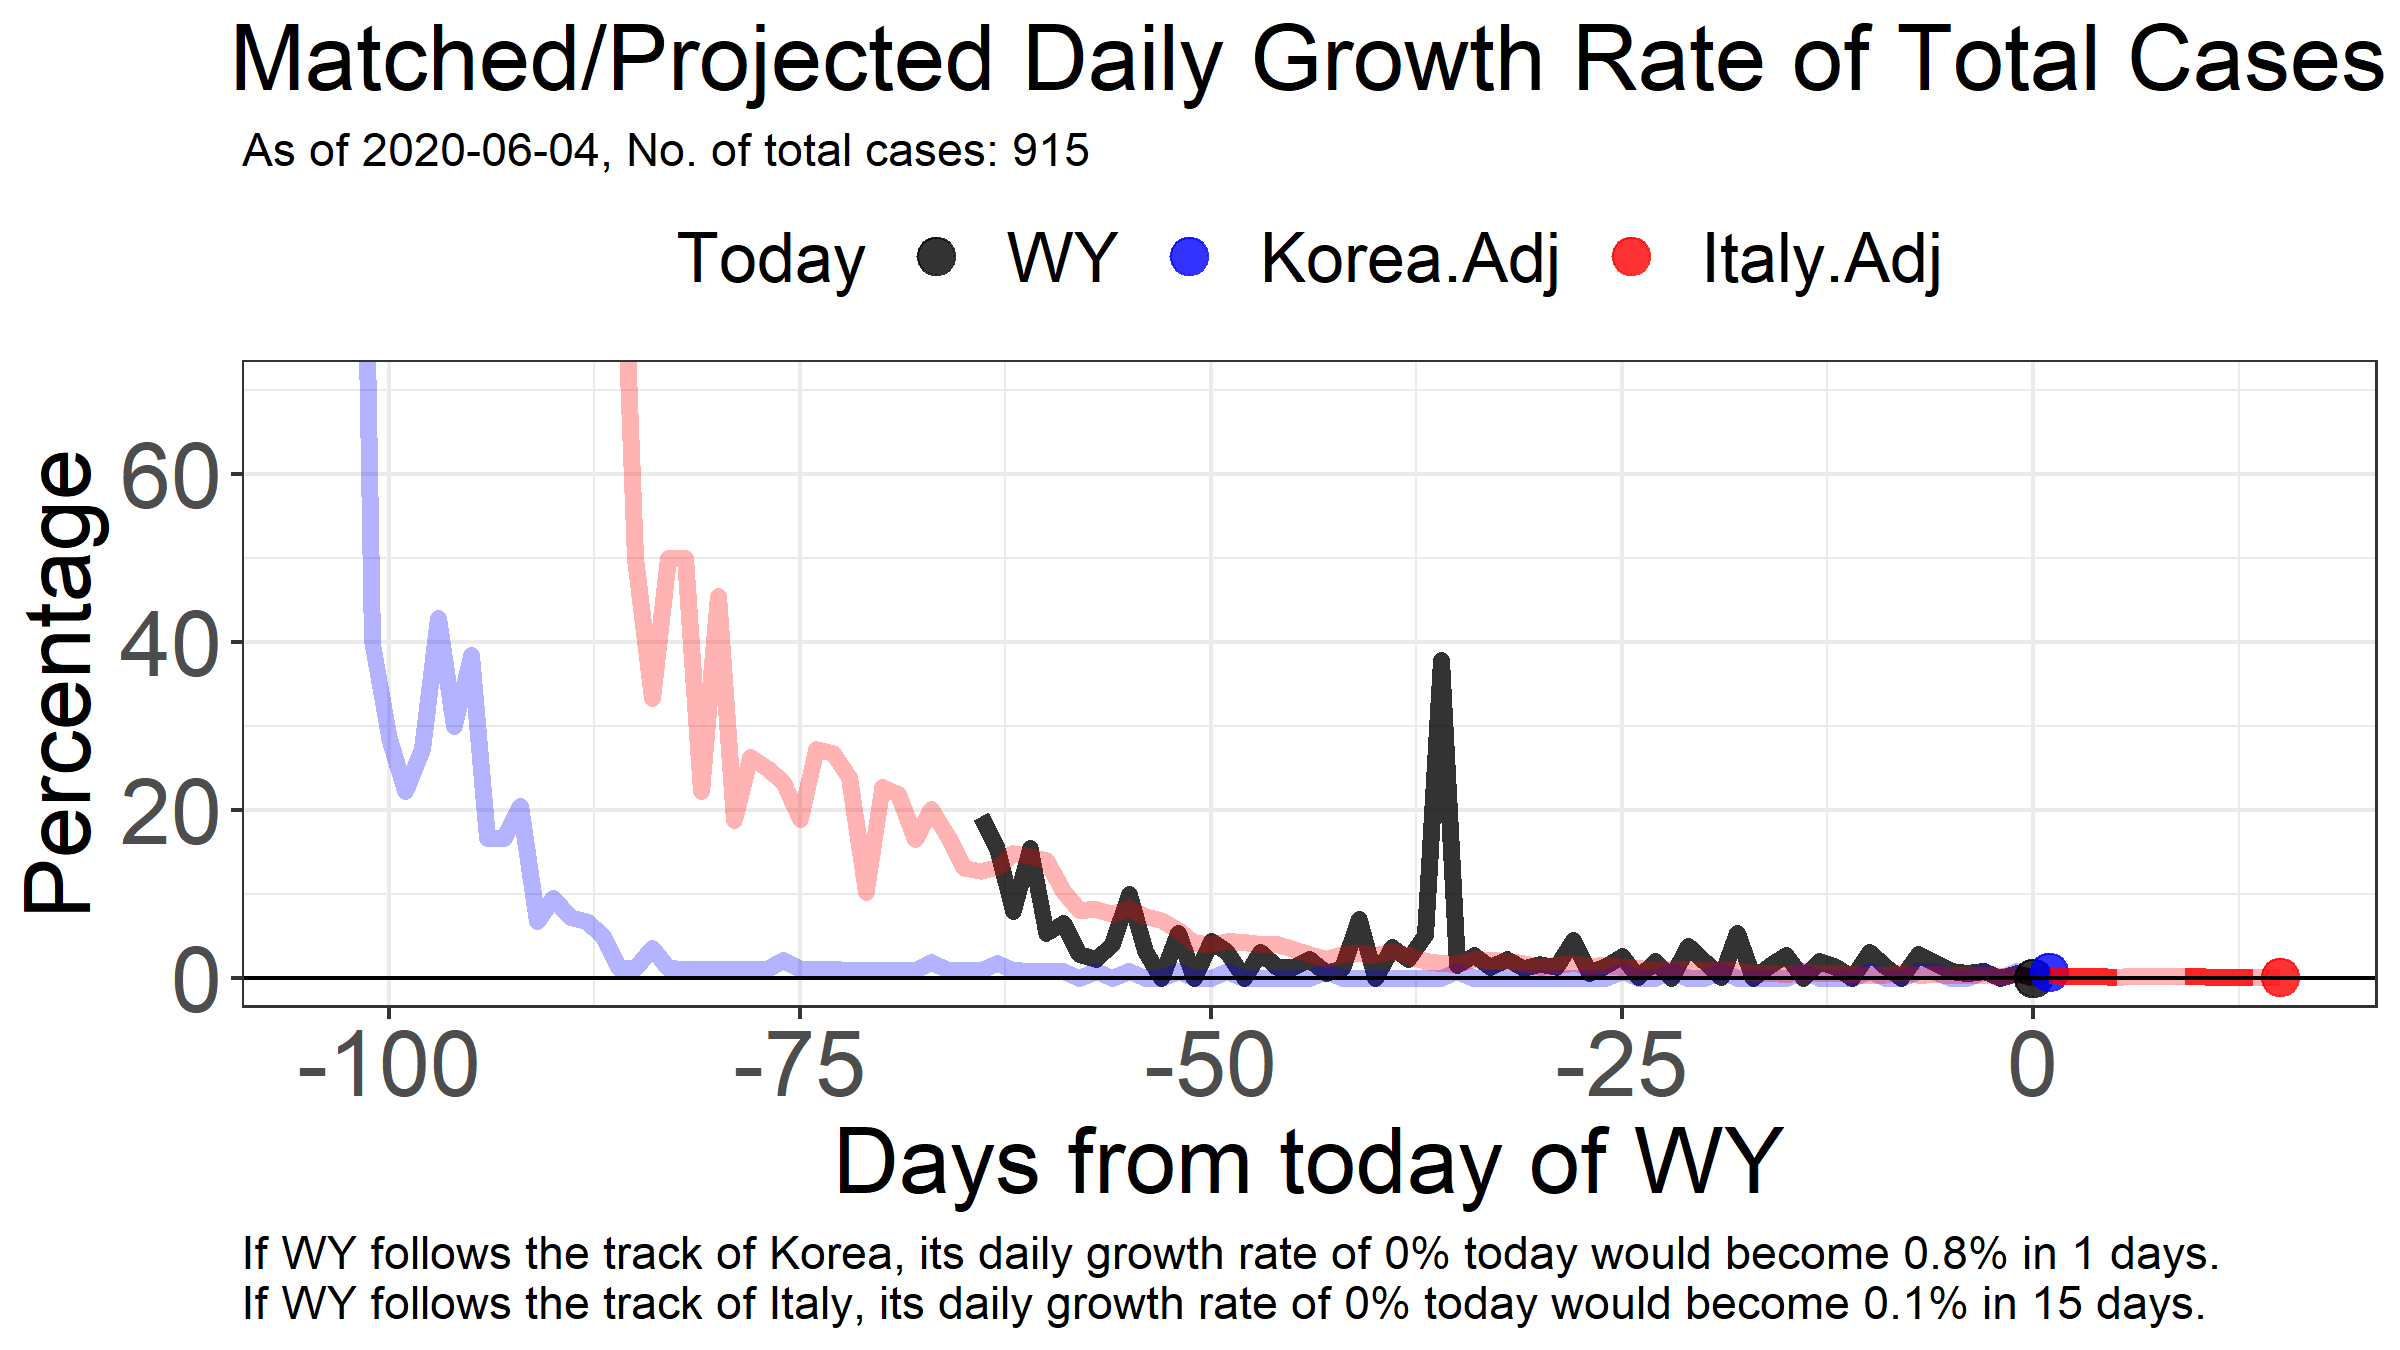 Matched/Projected Daily Growth Rate of Total Cases
As of 2020-06-04, No. of total cases: 915
Today WY Korea.Adj Italy.Adj
Percentage
60
40
20
0
-100 -75 -50 -25 0
Days from today of WY
If WY follows the track of Korea, its daily growth rate of 0% today would become 0.8% in 1 days.
If WY follows the track of Italy, its daily growth rate of 0% today would become 0.1% in 15 days.